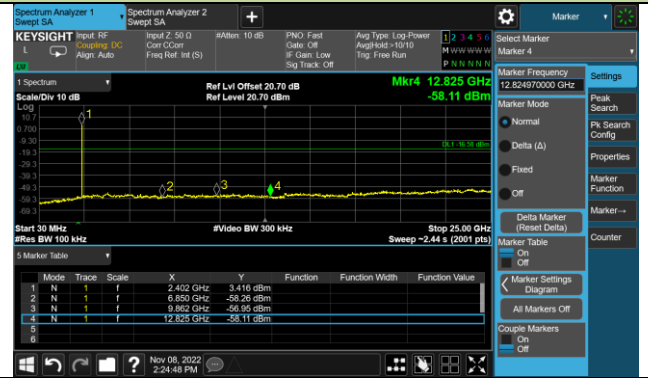 Spectrum Analyzer 1
Swept SA
Spectrum Analyzer 2
Swept SA
+
Marker
KEYSIGHT
L
LXI
Input: RF
Coupling: DC
Align: Auto
Input Z: 50 Ω
Corr CCorr
Freq Ref: Int (S)
#Atten: 10 dB
PNO: Fast
Gate: Off
IF Gain: Low
Sig Track: Off
Avg Type: Log-Power
Avg|Hold:>10/10
Trig: Free Run
1 2 3 4 5 6
M W W W W W
P N N N N N
Select Marker
Marker 4
1 Spectrum
Scale/Div 10 dB
Log
Ref Lvl Offset 20.70 dB
Ref Level 20.70 dBm
Mkr4 12.825 GHz
-58.11 dBm
10.7
0.700
-9.30
-19.3
-29.3
-39.3
-49.3
-59.3
-69.3
DL1 -16.58 dBm
1
2
3
4
Start 30 MHz
#Res BW 100 kHz
#Video BW 300 kHz
Stop 25.00 GHz
Sweep ~2.44 s (2001 pts)
5 Marker Table
Mode Trace Scale X Y Function Function Width Function Value
1 N 1 f 2.402 GHz 3.416 dBm
2 N 1 f 6.850 GHz -58.26 dBm
3 N 1 f 9.862 GHz -56.95 dBm
4 N 1 f 12.825 GHz -58.11 dBm
5
6
Marker Frequency
12.824970000 GHz
Marker Mode
Normal
Delta (Δ)
Fixed
Off
Delta Marker
(Reset Delta)
Marker Table
On
Off
Marker Settings
Diagram
All Markers Off
Couple Markers
On
Off
Settings
Peak
Search
Pk Search
Config
Properties
Marker
Function
Marker→
Counter
?
Nov 08, 2022
2:24:48 PM